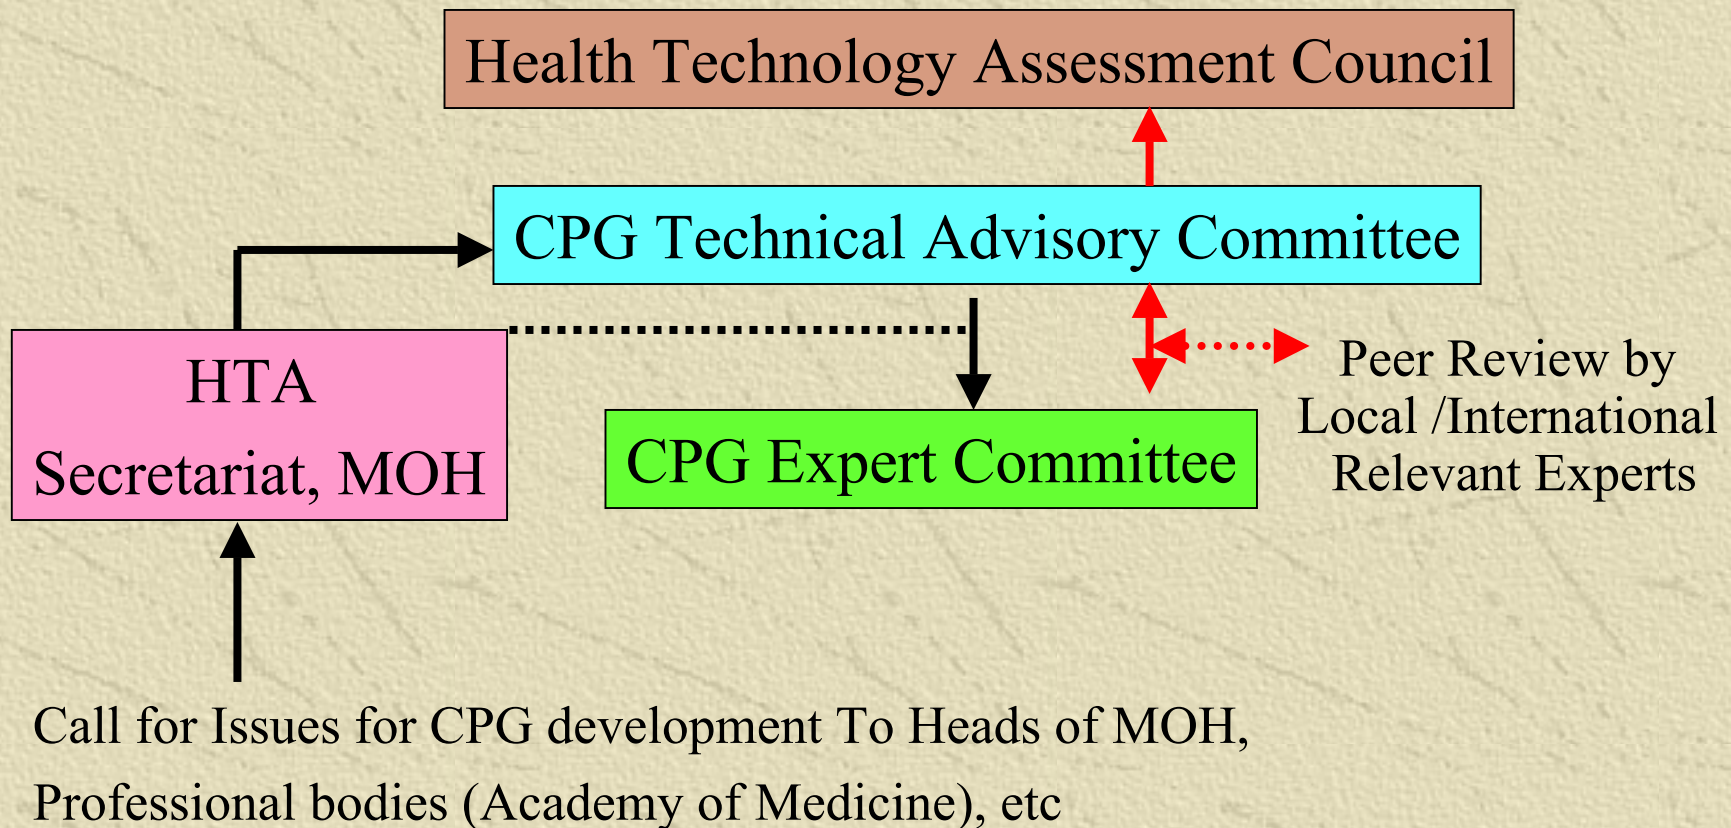 Health Technology Assessment Council
CPG Technical Advisory Committee
HTA
Secretariat, MOH
CPG Expert Committee
Peer Review by
Local /International
Relevant Experts
Call for Issues for CPG development To Heads of MOH,
Professional bodies (Academy of Medicine), etc